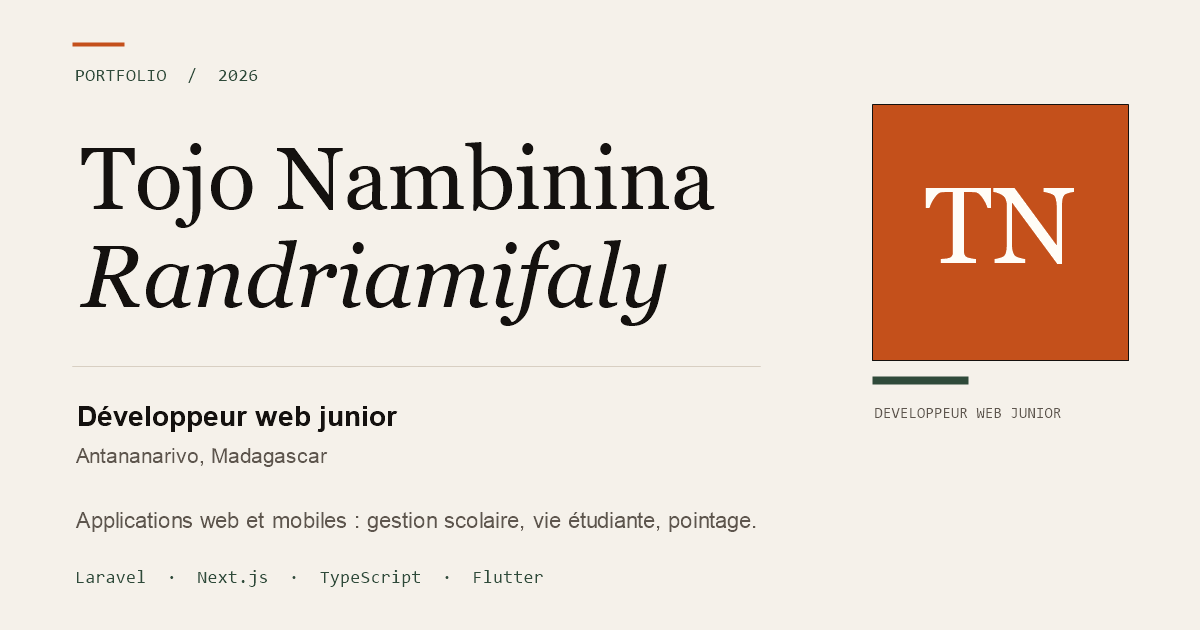 PORTFOLIO / 2026
Tojo Nambinina
Randriamifaly
TN
DEVELOPPEUR WEB JUNIOR
Développeur web junior
Antananarivo, Madagascar
Applications web et mobiles : gestion scolaire, vie étudiante, pointage.
Laravel · Next.js · TypeScript · Flutter